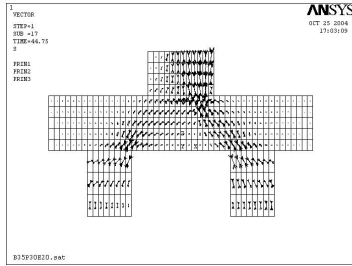 1
VECTOR
STEP=1
SUB =17
TIME=44.75
S
PRIN1
PRIN2
PRIN3
ANSYS
OCT 25 2004
17:03:09
B35P30E20.sat